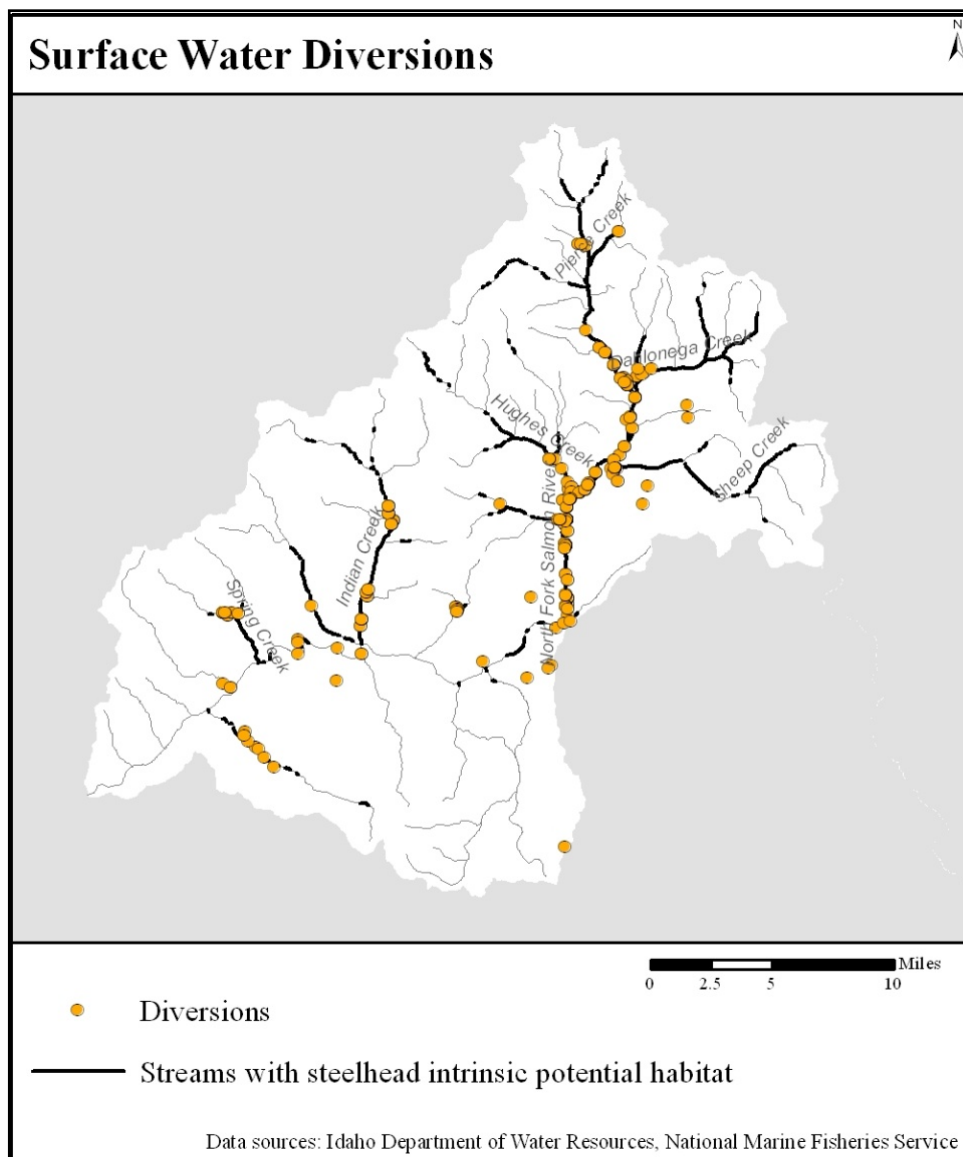 Surface Water Diversions
N
Pierce Creek
Dahlonega Creek
Hughes Creek
Sheep Creek
North Fork Salmon River
Indian Creek
Spring Creek
Miles
0 2.5 5 10
Diversions
Streams with steelhead intrinsic potential habitat
Data sources: Idaho Department of Water Resources, National Marine Fisheries Service